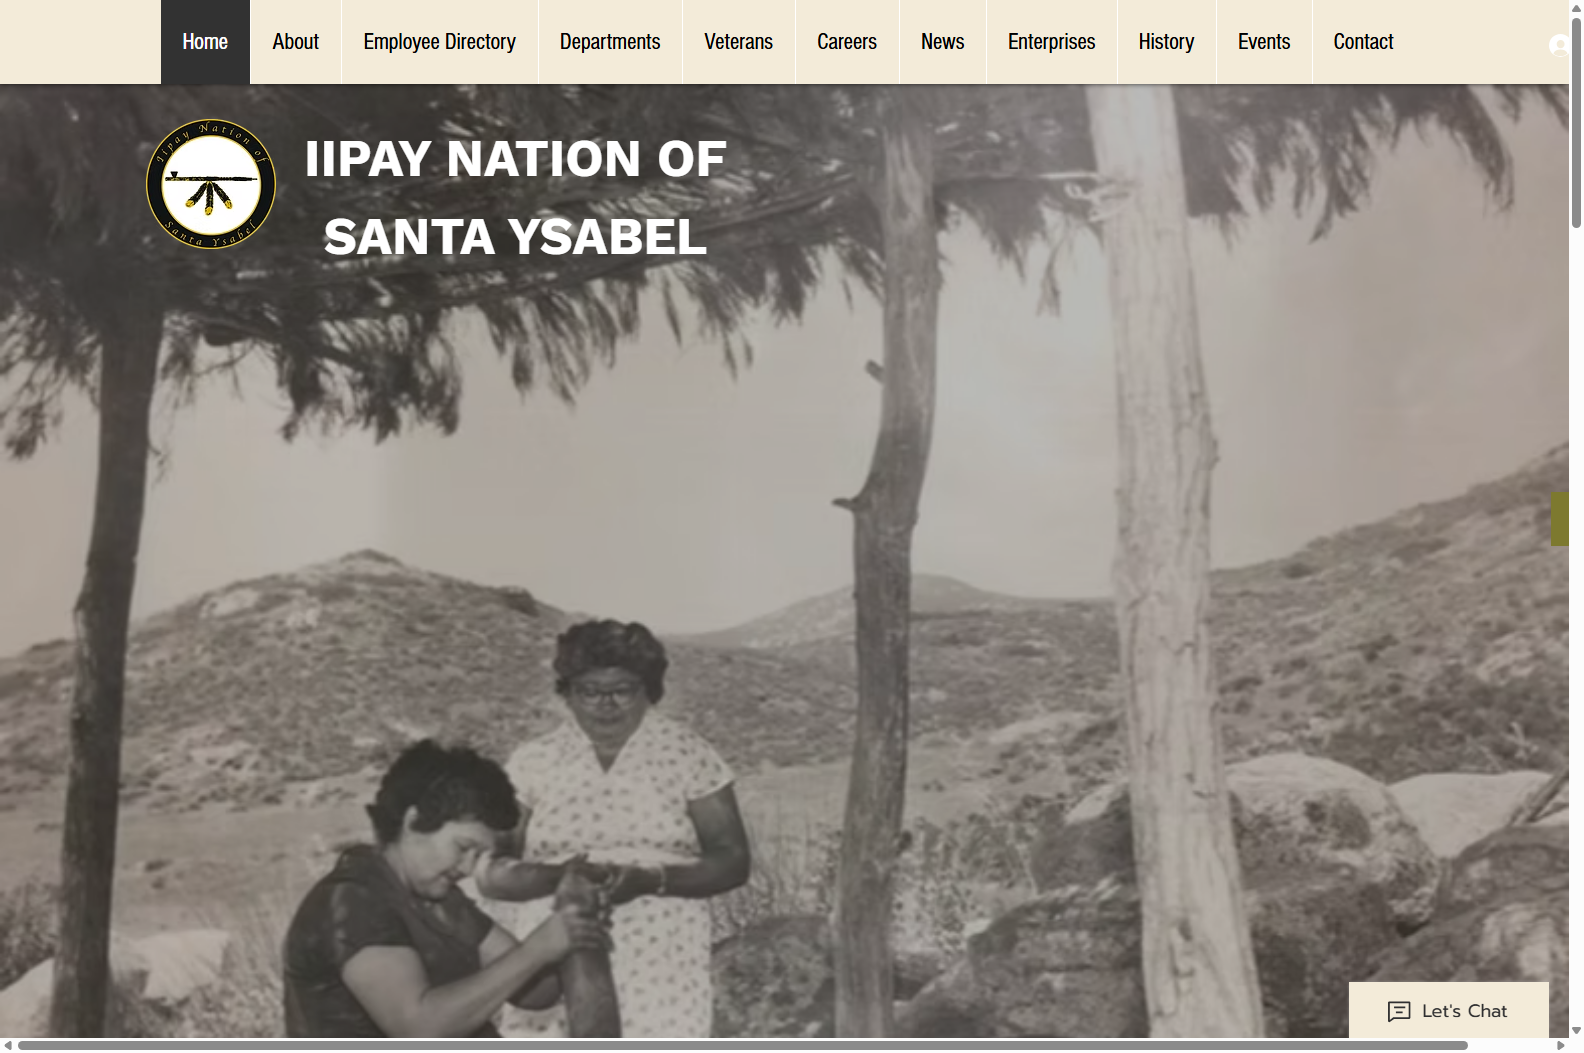 Home About Employee Directory Departments Veterans Careers News Enterprises History Events Contact
Iipay Nation of
Santa Ysabel
IIPAY NATION OF
SANTA YSABEL
Let's Chat